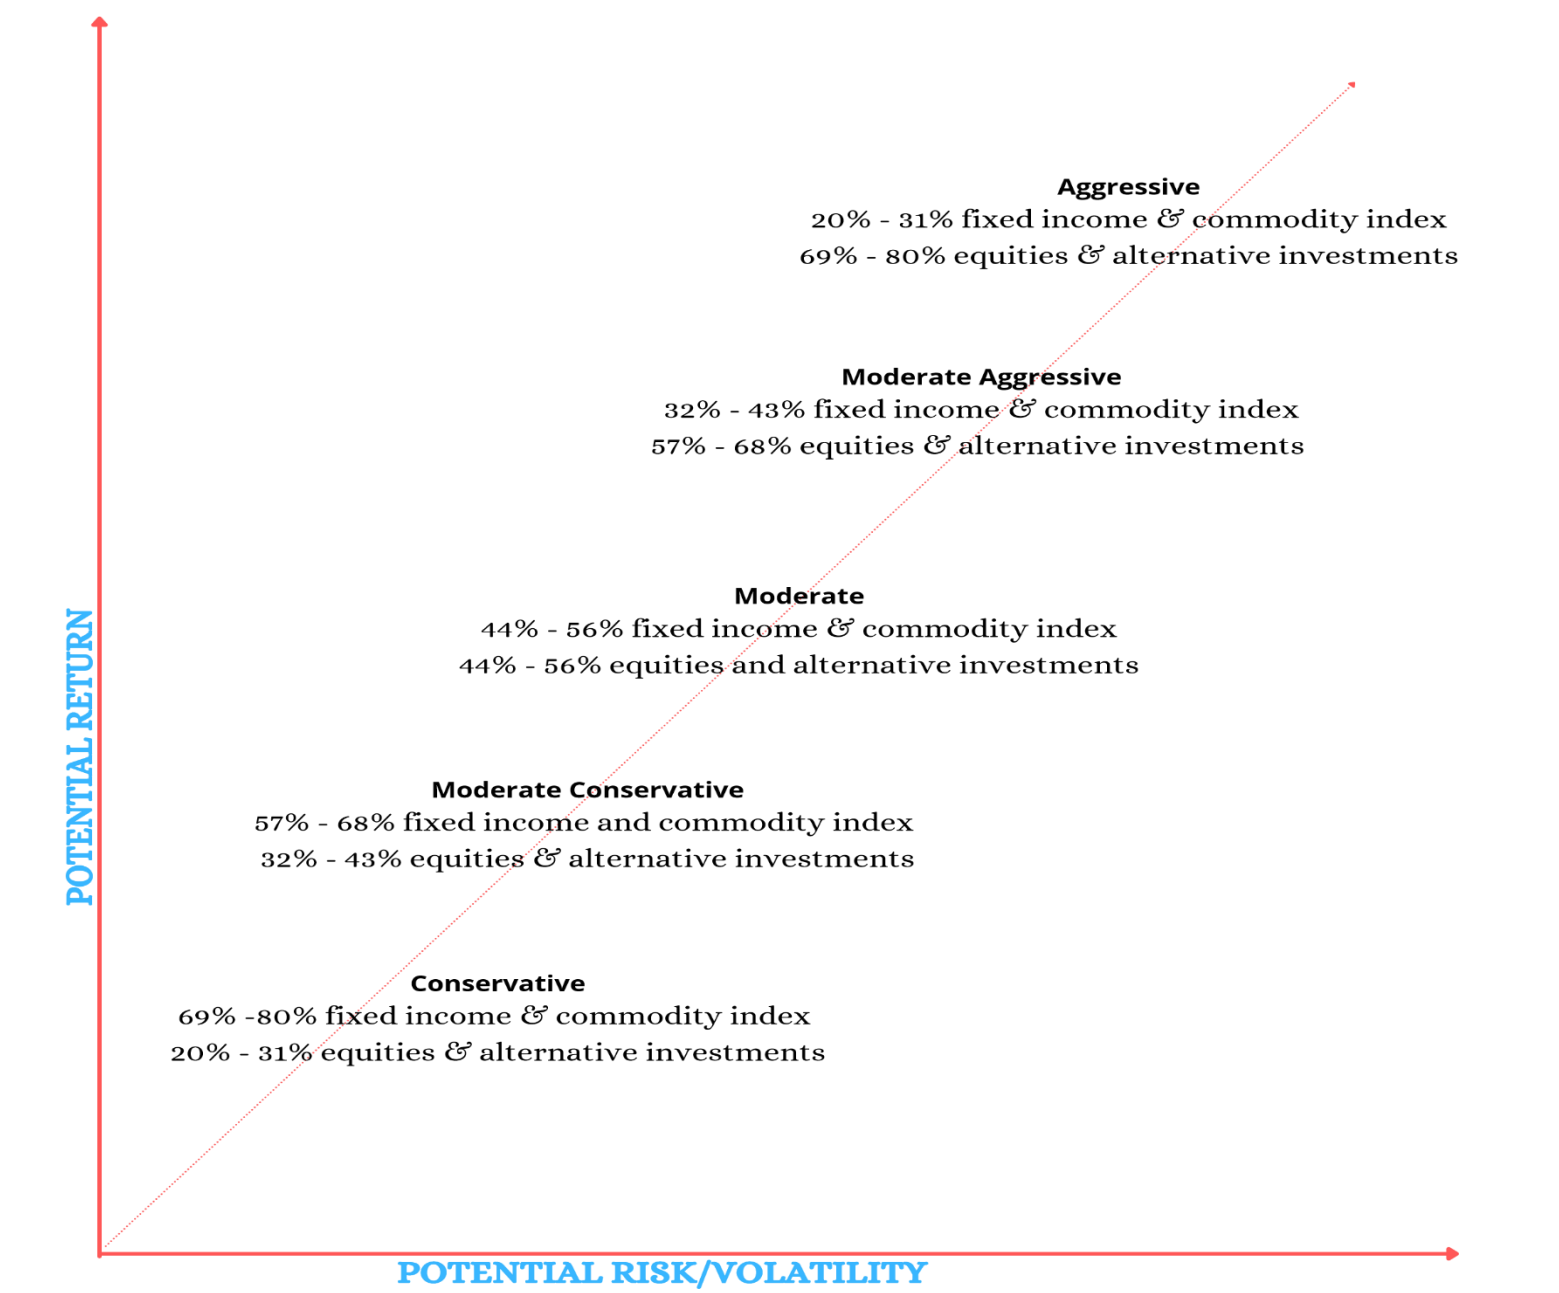 Aggressive
20% - 31% fixed income & commodity index
69% - 80% equities & alternative investments
Moderate Aggressive
32% - 43% fixed income & commodity index
57% - 68% equities & alternative investments
Moderate
44% - 56% fixed income & commodity index
44% - 56% equities and alternative investments
Moderate Conservative
57% - 68% fixed income and commodity index
32% - 43% equities & alternative investments
Conservative
69% -80% fixed income & commodity index
20% - 31% equities & alternative investments
POTENTIAL RETURN
POTENTIAL RISK/VOLATILITY